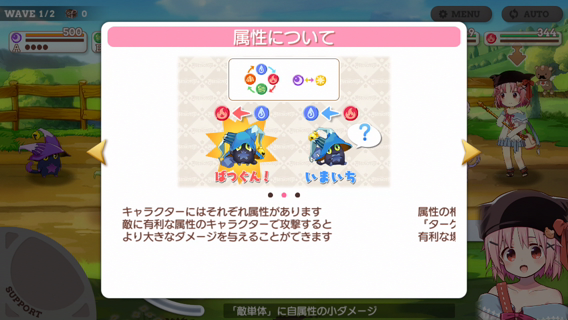 WAVE 1/2
0
MENU
AUTO
500
344
属性について
ばつぐん!
?
いまいち
キャラクターにはそれぞれ属性があります
敵に有利な属性のキャラクターで攻撃すると
より大きなダメージを与えることができます
属性の
「ター
有利な
SUPPORT
「敵単体」に自属性の小ダメージ